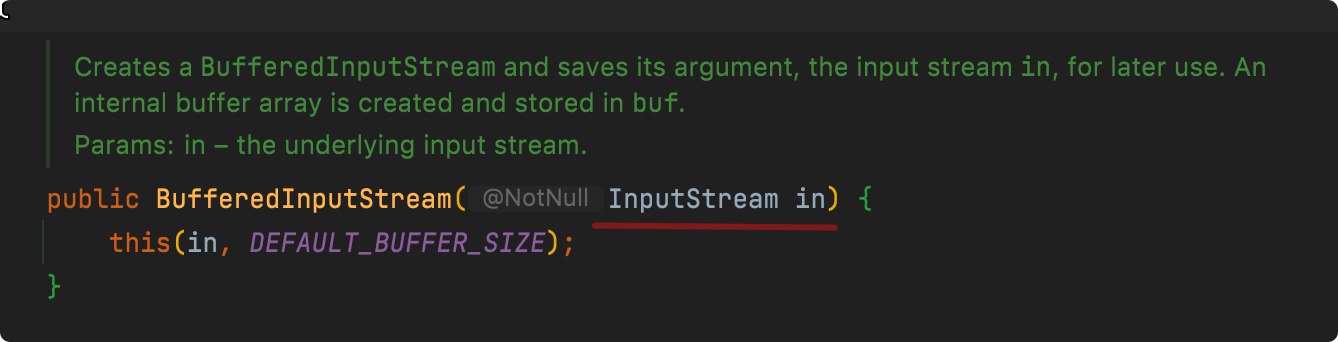 Creates a BufferedInputStream and saves its argument, the input stream in, for later use. An
internal buffer array is created and stored in buf.
Params: in – the underlying input stream.
public BufferedInputStream( @NotNull InputStream in) {
this(in, DEFAULT_BUFFER_SIZE);
}